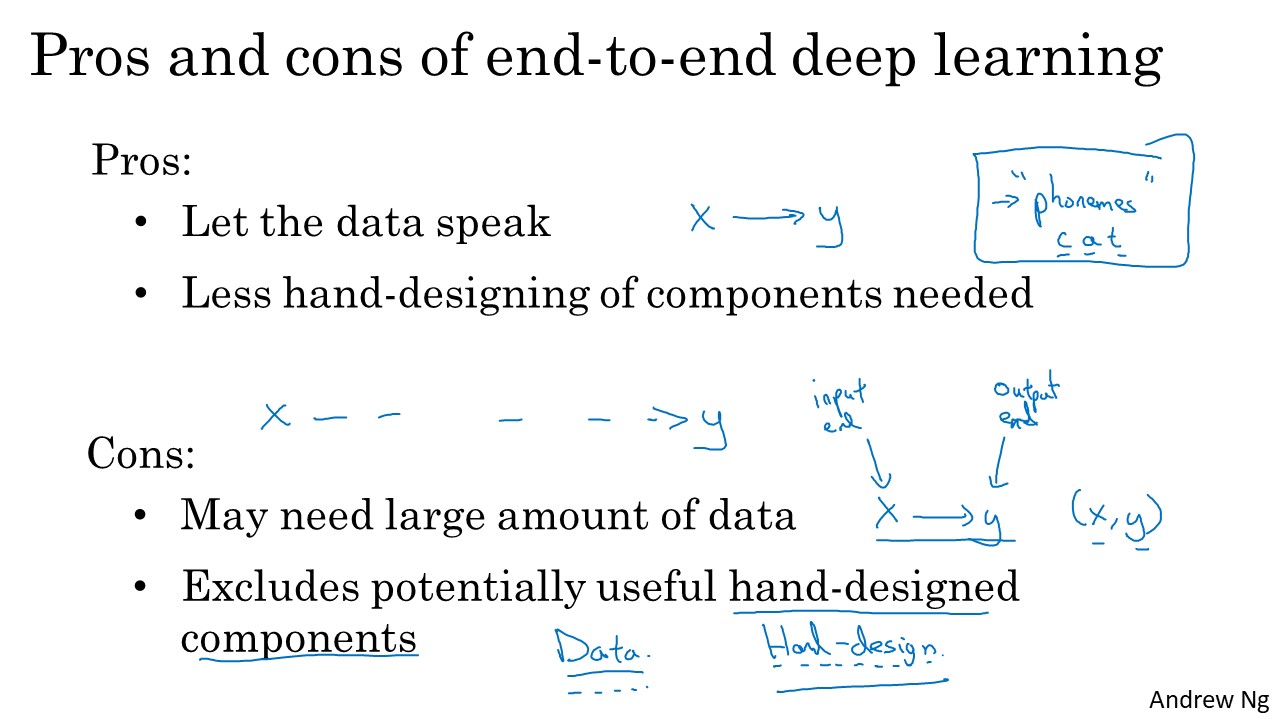 Pros and cons of end-to-end deep learning
Pros:
• Let the data speak
x → y
→ "phonemes"
c a t
• Less hand-designing of components needed
x - - - - -> y
input
end
output
end
Cons:
• May need large amount of data
x → y
(x, y)
• Excludes potentially useful hand-designed
components
Data.
Hand-design.
Andrew Ng